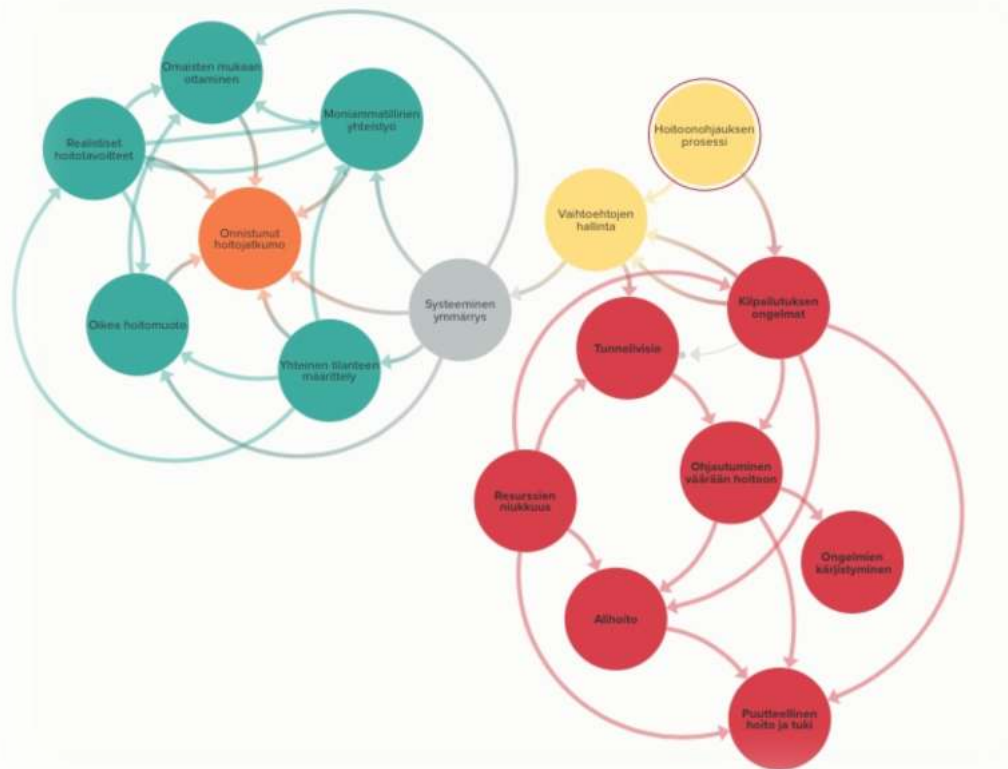 Omaisten mukaan
ottaminen
Moniammatillinen
yhteistyö
Realistiset
hoitotavoitteet
Onnistunut
hoitojatkumo
Oikea hoitomuoto
Yhteinen tilanteen
määrittely
Systeeminen
ymmärrys
Hoitoonohjauksen
prosessi
Vaihtoehtojen
hallinta
Kilpailutuksen
ongelmat
Tunnelivisio
Ohjautuminen
väärään hoitoon
Resurssien
niukkuus
Ongelmien
kärjistyminen
Alihoito
Puutteellinen
hoito ja tuki